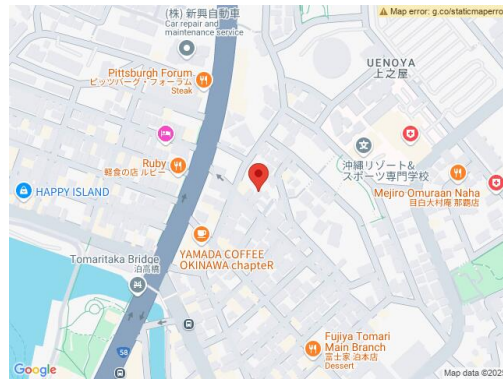 (株) 新興自動車
Car repair and
maintenance service
Map error: g.co/staticmaperro
Pittsburgh Forum
ピッツバーグ・フォーラム
Steak
UENOYA
上之屋
Ruby
軽食の店 ルビー
沖縄リゾート&
スポーツ専門学校
HAPPY ISLAND
Mejiro Omuraan Naha
目白大村庵 那覇店
YAMADA COFFEE
OKINAWA chapteR
Tomaritaka Bridge
泊高橋
58
Fujiya Tomari
Main Branch
富士家 泊本店
Dessert
Google
Map data ©202